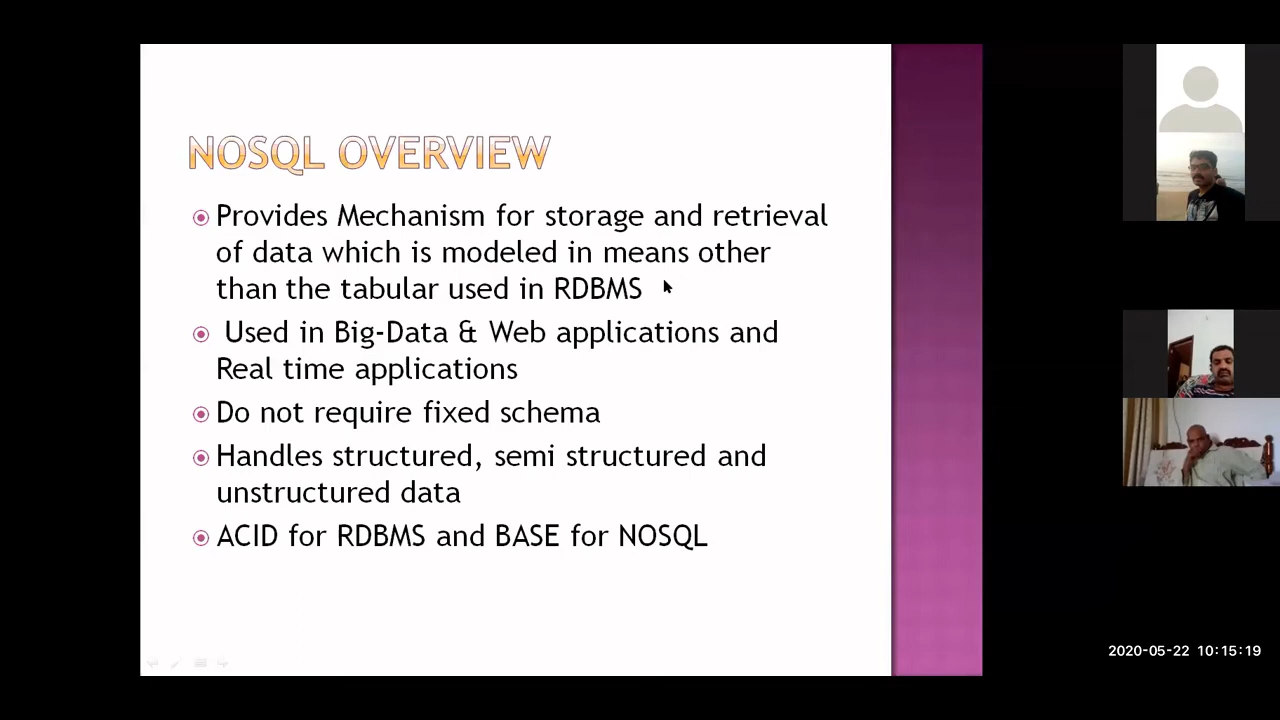 NOSQL OVERVIEW
Provides Mechanism for storage and retrieval
of data which is modeled in means other
than the tabular used in RDBMS
Used in Big-Data & Web applications and
Real time applications
Do not require fixed schema
Handles structured, semi structured and
unstructured data
ACID for RDBMS and BASE for NOSQL
2020-05-22 10:15:19